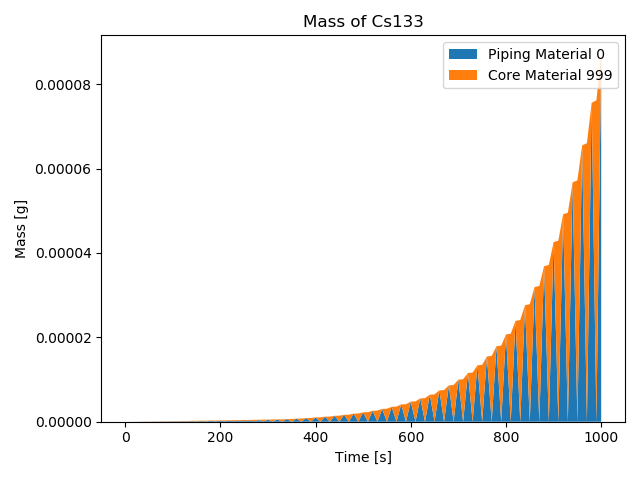 Mass of Cs133
Piping Material 0
Core Material 999
Mass [g]
0.00008
0.00006
0.00004
0.00002
0.00000
0
200
400
600
800
1000
Time [s]